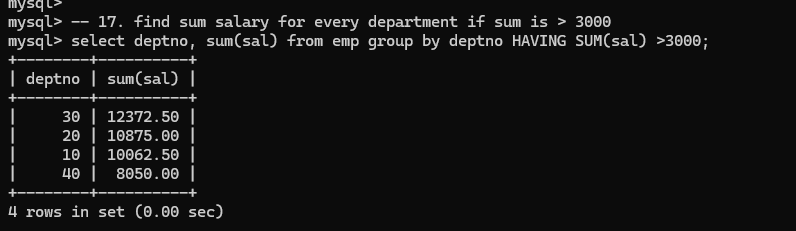 mysql>
mysql> -- 17. find sum salary for every department if sum is > 3000
mysql> select deptno, sum(sal) from emp group by deptno HAVING SUM(sal) >3000;
+--------+----------+
| deptno | sum(sal) |
+--------+----------+
|     30 | 12372.50 |
|     20 | 10875.00 |
|     10 | 10062.50 |
|     40 |  8050.00 |
+--------+----------+
4 rows in set (0.00 sec)